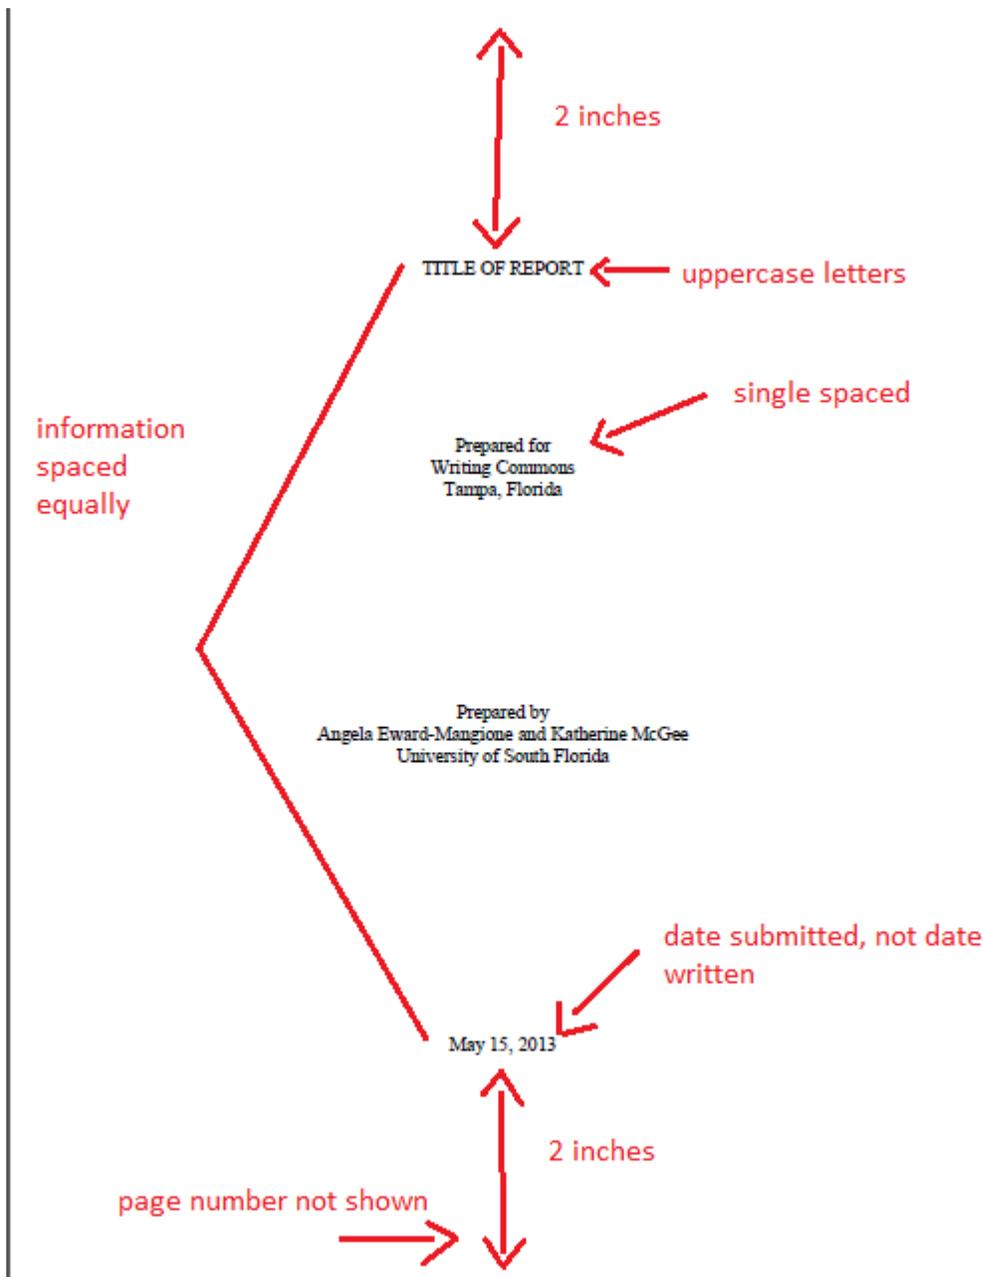 2 inches
TITLE OF REPORT
uppercase letters
single spaced
information
spaced
equally
Prepared for
Writing Commons
Tampa, Florida
Prepared by
Angela Eward-Mangione and Katherine McGee
University of South Florida
date submitted, not date
written
May 15, 2013
2 inches
page number not shown